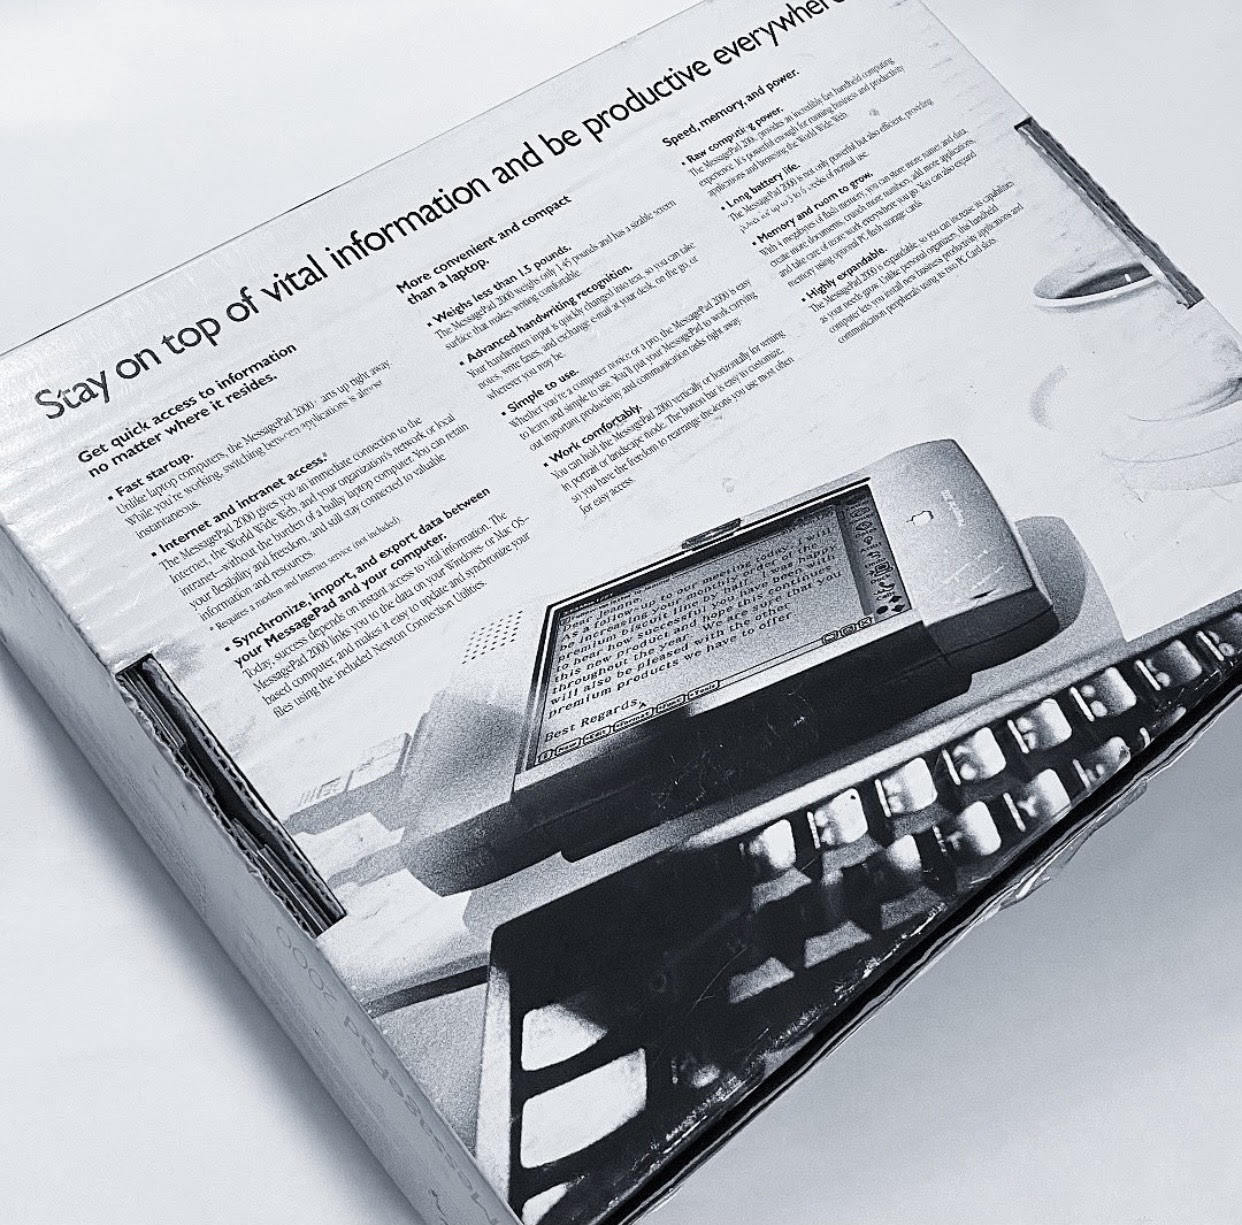 Stay on top of vital information and be productive everywhere
Get quick access to information
no matter where it resides.
• Fast startup.
Unlike laptop computers, the MessagePad 2000 starts up right away.
While you're working, switching between applications is almost
instantaneous.
• Internet and intranet access.*
The MessagePad 2000 gives you an immediate connection to the
Internet, the World Wide Web, and your organization's network or local
intranet—without the burden of a bulky laptop computer. You can retain
your flexibility and freedom, and still stay connected to valuable
information and resources.
* Requires a modem and Internet service (not included).
• Synchronize, import, and export data between
your MessagePad and your computer.
Today, success depends on instant access to vital information. The
MessagePad 2000 links you to the data on your Windows- or Mac OS–
based computer, and makes it easy to update and synchronize your
files using the included Newton Connection Utilities.
More convenient and compact
than a laptop.
• Weighs less than 1.5 pounds.
The MessagePad 2000 weighs only 1.45 pounds and has a sizable screen
surface that makes writing comfortable.
• Advanced handwriting recognition.
Your handwritten input is quickly changed into text, so you can take
notes, write faxes, and exchange e-mail at your desk, on the go, or
wherever you may be.
• Simple to use.
Whether you're a computer novice or a pro, the MessagePad 2000 is easy
to learn and simple to use. You'll put your MessagePad to work carrying
out important productivity and communication tasks right away.
• Work comfortably.
You can hold the MessagePad 2000 vertically or horizontally for writing
in portrait or landscape mode. The button bar is easy to customize,
so you have the freedom to rearrange the icons you use most often
for easy access.
Speed, memory, and power.
• Raw computing power.
The MessagePad 2000 provides an incredibly fast handheld computing
experience. It's powerful enough for running business and productivity
applications and browsing the World Wide Web.
• Long battery life.
The MessagePad 2000 is not only powerful but also efficient, providing
up to 3 to 6 weeks of normal use.
• Memory and room to grow.
With 4 megabytes of flash memory, you can store more names and data,
create more documents, crunch more numbers, add more applications,
and take care of more work everywhere you go. You can also expand
memory using optional PC flash storage cards.
• Highly expandable.
The MessagePad 2000 is expandable, so you can increase its capabilities
as your needs grow. Unlike personal organizers, this handheld
computer lets you install new business productivity applications and
communication peripherals using its two PC Card slots.
Dear Joanne,
As a follow-up to our meeting today, I will
be increasing your monthly order of the
premium biscuit line by half. I was happy
to hear how successful you have been with
this new product and hope this continues
throughout the year. We are sure that you
will also be pleased with the other
premium products we have to offer.
Best Regards,
New
Edit
Format
Font
Tools
MessagePad 2000